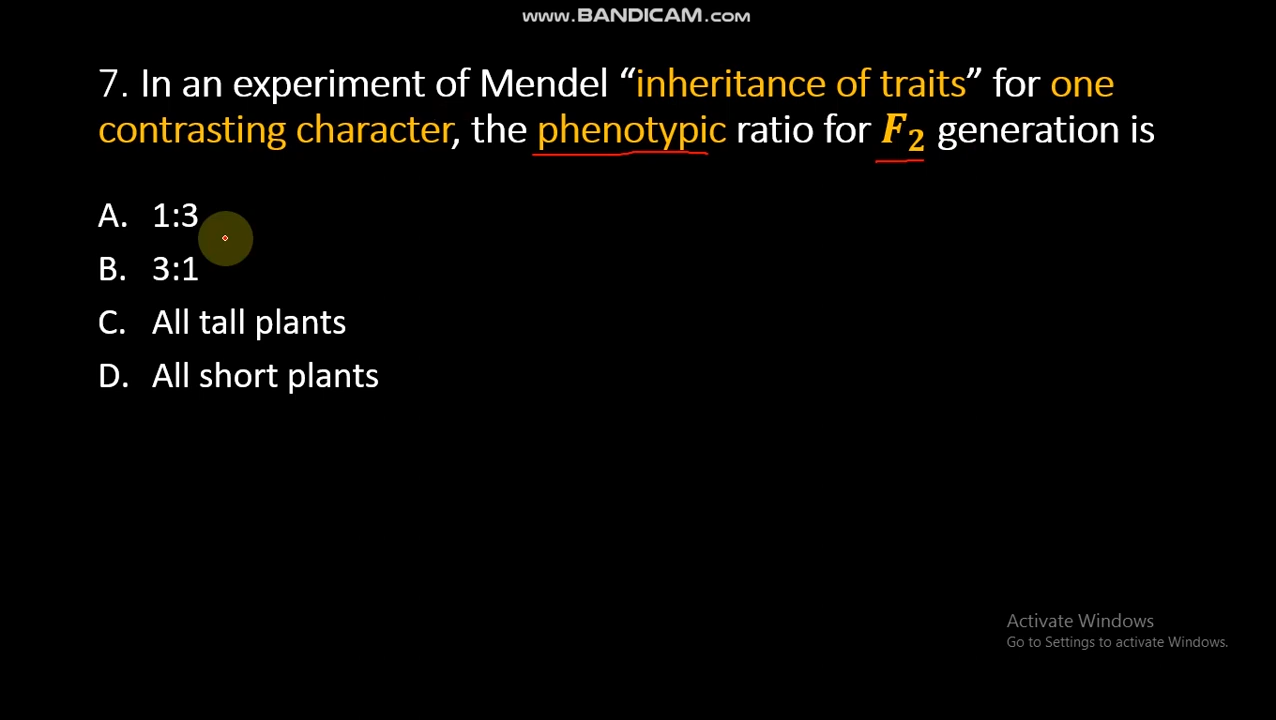 www.BANDICAM.com
7. In an experiment of Mendel “inheritance of traits” for one
contrasting character, the phenotypic ratio for F₂ generation is
A. 1:3
B. 3:1
C. All tall plants
D. All short plants
Activate Windows
Go to Settings to activate Windows.